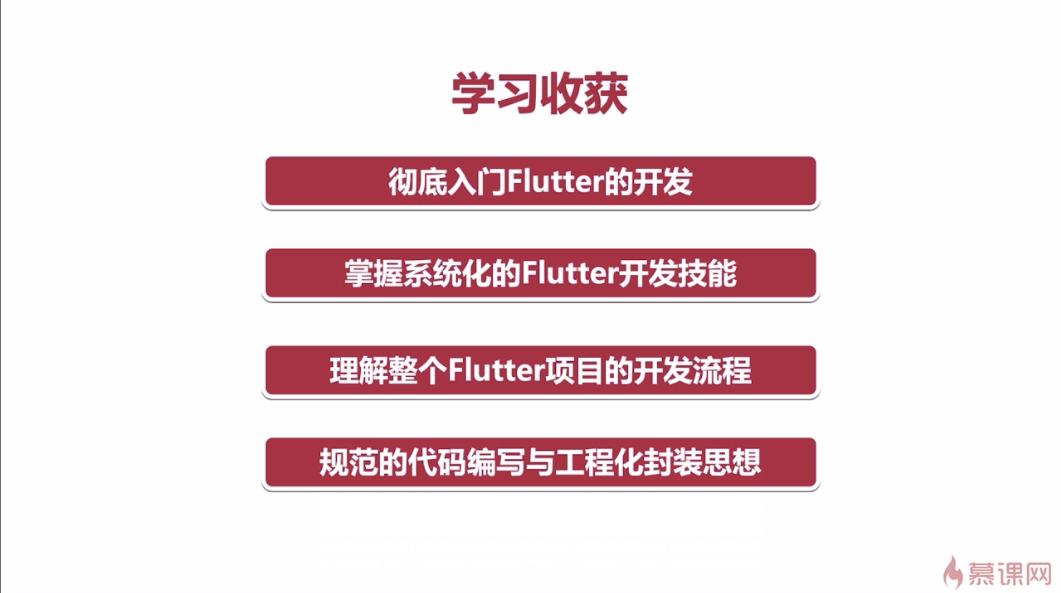 学习收获
彻底入门Flutter的开发
掌握系统化的Flutter开发技能
理解整个Flutter项目的开发流程
规范的代码编写与工程化封装思想
慕课网